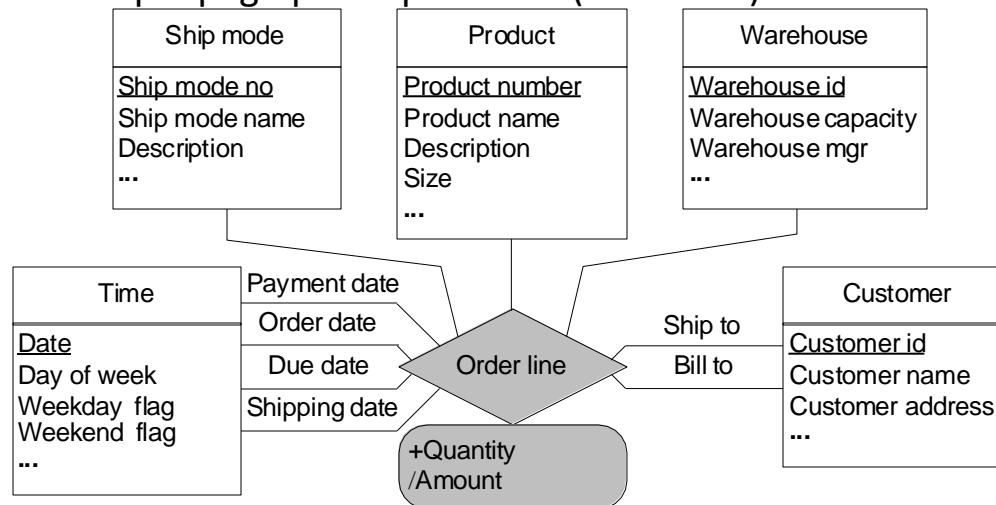 Ship mode
Ship mode no
Ship mode name
Description
...
Product
Product number
Product name
Description
Size
...
Warehouse
Warehouse id
Warehouse capacity
Warehouse mgr
...
Time
Date
Day of week
Weekday flag
Weekend flag
...
Payment date
Order date
Due date
Shipping date
Order line
+Quantity
/Amount
Ship to
Bill to
Customer
Customer id
Customer name
Customer address
...